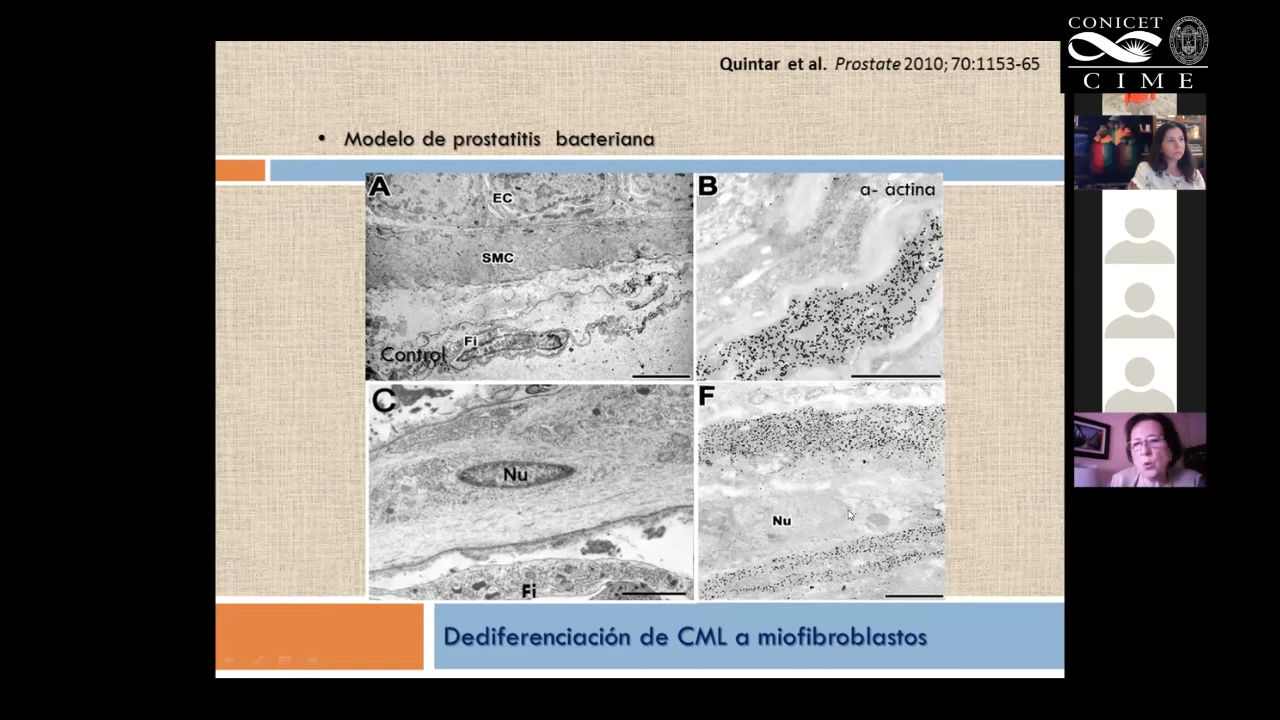 CONICET
CIME
Quintar et al. Prostate 2010; 70:1153-65
• Modelo de prostatitis bacteriana
A
EC
SMC
Fi
Control
B
a- actina
C
Nu
Fi
F
Nu
Dediferenciación de CML a miofibroblastos